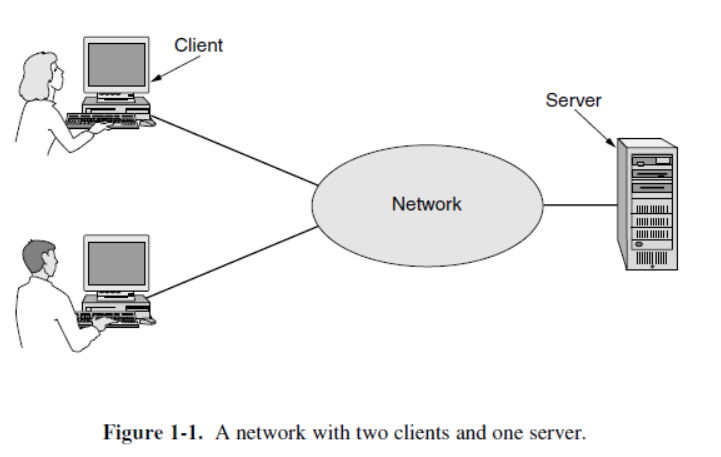 Client
Server
Network
Figure 1-1. A network with two clients and one server.